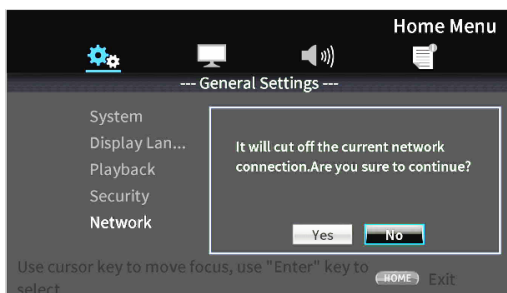 Home Menu
--- General Settings ---
System
Display Lan...
Playback
Security
Network
It will cut off the current network
connection.Are you sure to continue?
Yes No
Use cursor key to move focus, use "Enter" key to
select
HOME Exit